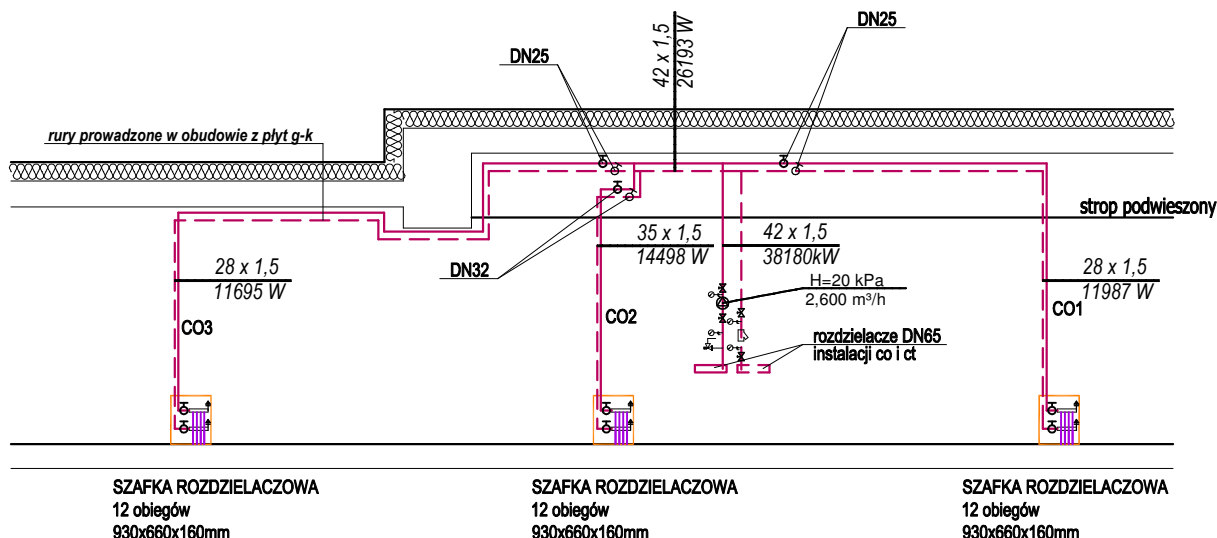 DN25
42 x 1,5
26193 W
DN25
rury prowadzone w obudowie z płyt g-k
strop podwieszony
35 x 1,5
14498 W
42 x 1,5
38180kW
DN32
28 x 1,5
11695 W
H=20 kPa
2,600 m³/h
28 x 1,5
11987 W
CO3
CO2
CO1
rozdzielacze DN65
instalacji co i ct
SZAFKA ROZDZIELACZOWA
12 obiegów
930x660x160mm
SZAFKA ROZDZIELACZOWA
12 obiegów
930x660x160mm
SZAFKA ROZDZIELACZOWA
12 obiegów
930x660x160mm